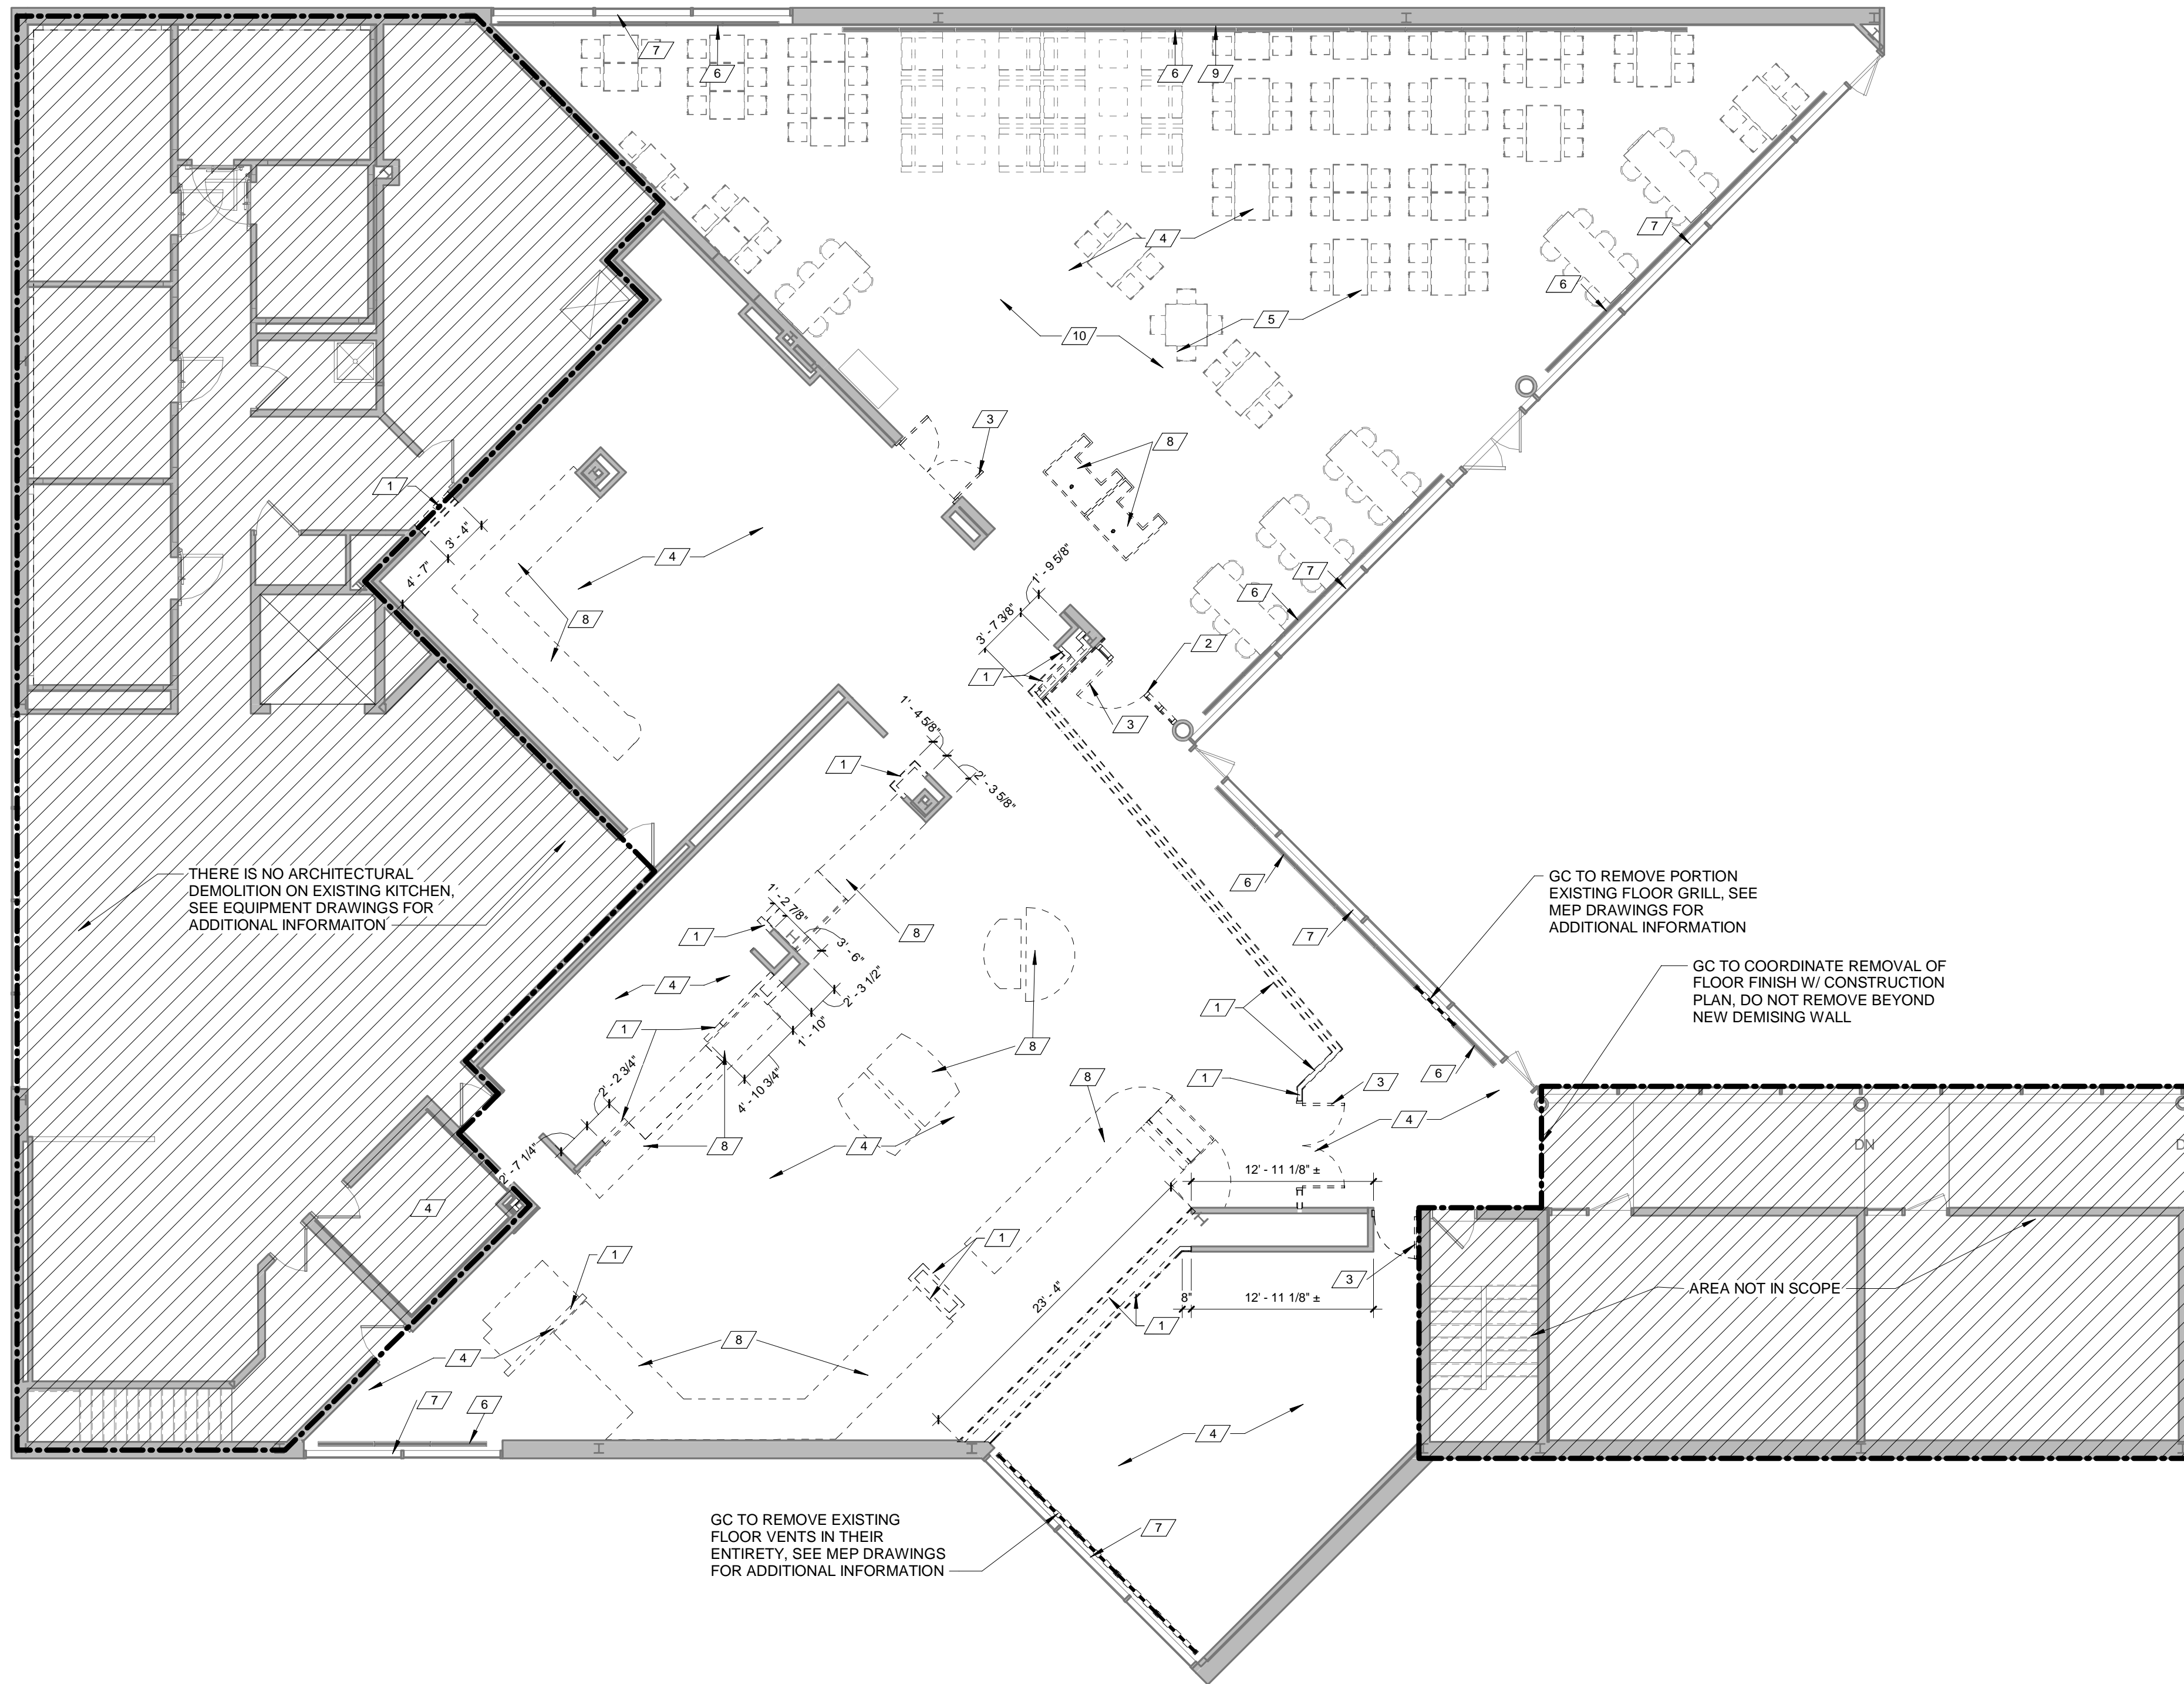 7
6
6
9
7
4
6
5
10
3
8
1
3' - 4"
4
1' - 9 5/8"
7
4' - 7"
6
8
3' - 7 3/8"
2
1
3
1' - 4 5/8"
1
2' - 3 5/8"
THERE IS NO ARCHITECTURAL
DEMOLITION ON EXISTING KITCHEN,
SEE EQUIPMENT DRAWINGS FOR
ADDITIONAL INFORMAITON
6
GC TO REMOVE PORTION
EXISTING FLOOR GRILL, SEE
MEP DRAWINGS FOR
ADDITIONAL INFORMATION
1' - 2 7/8"
1
8
7
3' - 6"
GC TO COORDINATE REMOVAL OF
FLOOR FINISH W/ CONSTRUCTION
PLAN, DO NOT REMOVE BEYOND
NEW DEMISING WALL
4
2' - 3 1/2"
1
1
1' - 10"
8
2' - 2 3/4"
4' - 10 3/4"
8
1
3
6
4
8
4
DN
D
2' - 7 1/4"
12' - 11 1/8" ±
4
1
1
3
AREA NOT IN SCOPE
23' - 4"
8"
12' - 11 1/8" ±
1
8
4
7
6
4
GC TO REMOVE EXISTING
FLOOR VENTS IN THEIR
ENTIRETY, SEE MEP DRAWINGS
FOR ADDITIONAL INFORMATION
7